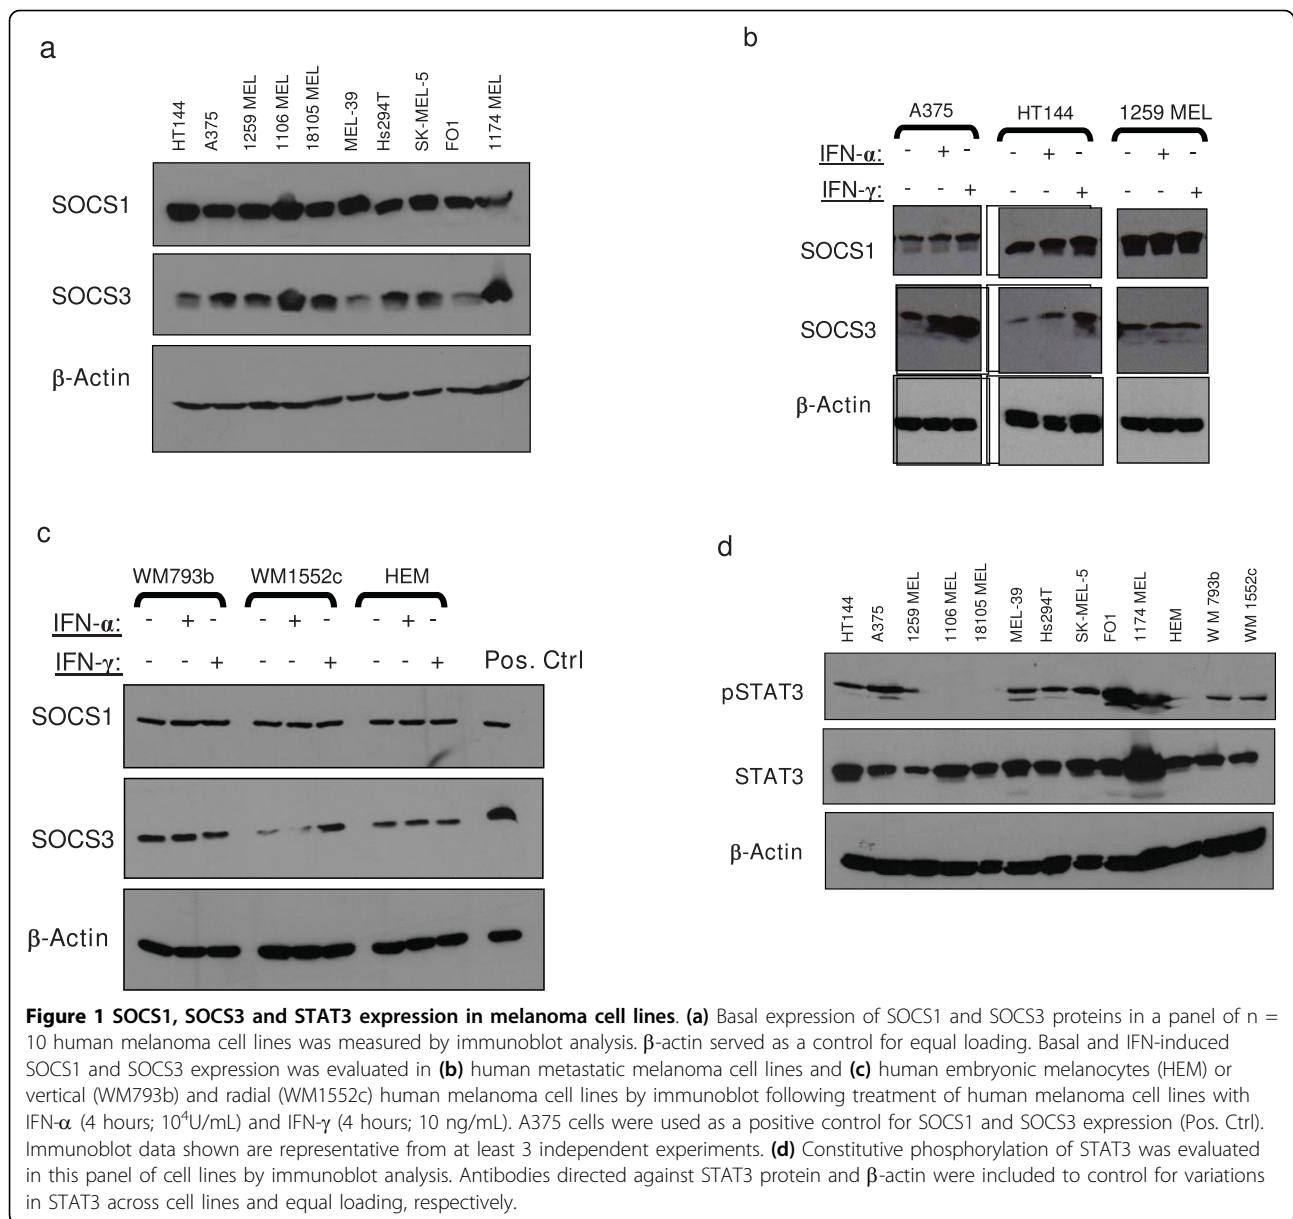 a
HT144 A375 1259 MEL 1106 MEL 18105 MEL MEL-39 Hs294T SK-MEL-5 FO1 1174 MEL
SOCS1
SOCS3
β-Actin
b
A375 HT144 1259 MEL
IFN-α: - + - - + - - + -
IFN-γ: - - + - - + - - +
SOCS1
SOCS3
β-Actin
c
WM793b WM1552c HEM
IFN-α: - + - - + - - + -
IFN-γ: - - + - - + - - + Pos. Ctrl
SOCS1
SOCS3
β-Actin
d
HT144 A375 1259 MEL 1106 MEL 18105 MEL MEL-39 Hs294T SK-MEL-5 FO1 1174 MEL HEM W M 793b WM 1552c
pSTAT3
STAT3
β-Actin
Figure 1 SOCS1, SOCS3 and STAT3 expression in melanoma cell lines. (a) Basal expression of SOCS1 and SOCS3 proteins in a panel of n =
10 human melanoma cell lines was measured by immunoblot analysis. β-actin served as a control for equal loading. Basal and IFN-induced
SOCS1 and SOCS3 expression was evaluated in (b) human metastatic melanoma cell lines and (c) human embryonic melanocytes (HEM) or
vertical (WM793b) and radial (WM1552c) human melanoma cell lines by immunoblot following treatment of human melanoma cell lines with
IFN-α (4 hours; 10⁴U/mL) and IFN-γ (4 hours; 10 ng/mL). A375 cells were used as a positive control for SOCS1 and SOCS3 expression (Pos. Ctrl).
Immunoblot data shown are representative from at least 3 independent experiments. (d) Constitutive phosphorylation of STAT3 was evaluated
in this panel of cell lines by immunoblot analysis. Antibodies directed against STAT3 protein and β-actin were included to control for variations
in STAT3 across cell lines and equal loading, respectively.